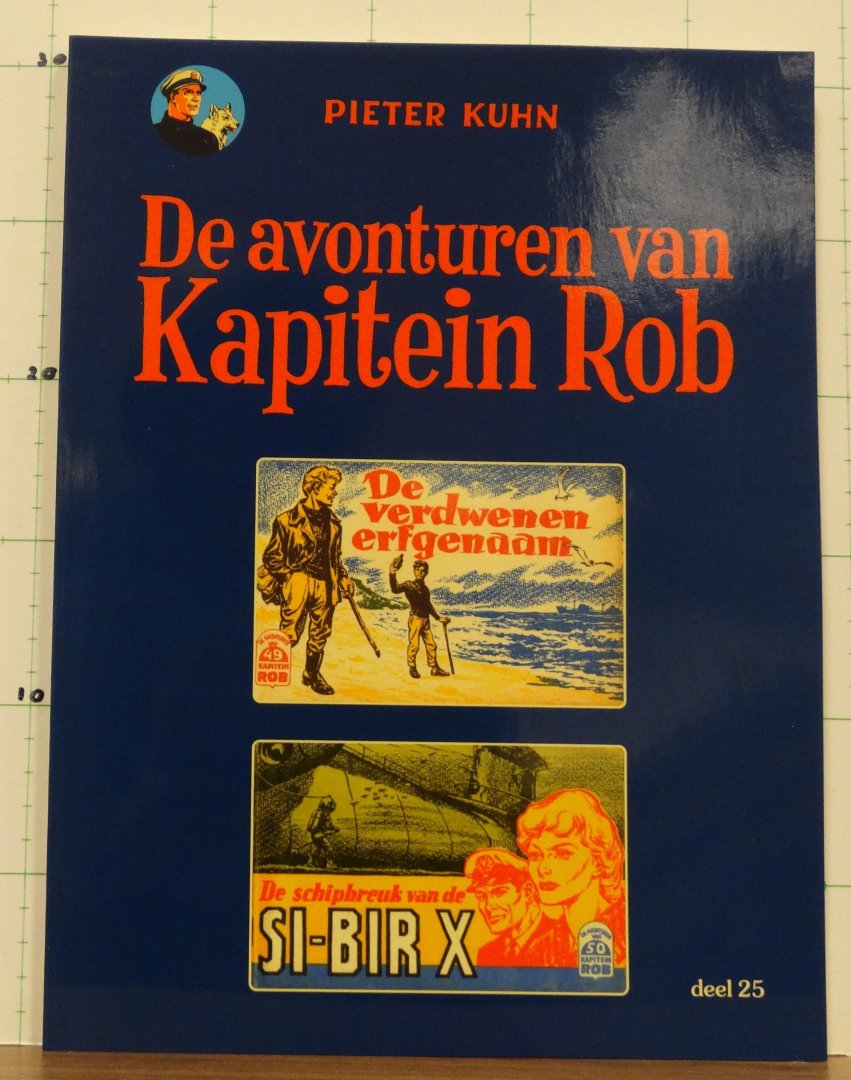 30
PIETER KUHN
De avonturen van
Kapitein Rob
20
De
verdwenen
erfgenaam
DE AVONTUREN
VAN
49
KAPITEIN
ROB
10
De schipbreuk van de
SI-BIR X
DE AVONTUREN
VAN
50
KAPITEIN
ROB
deel 25